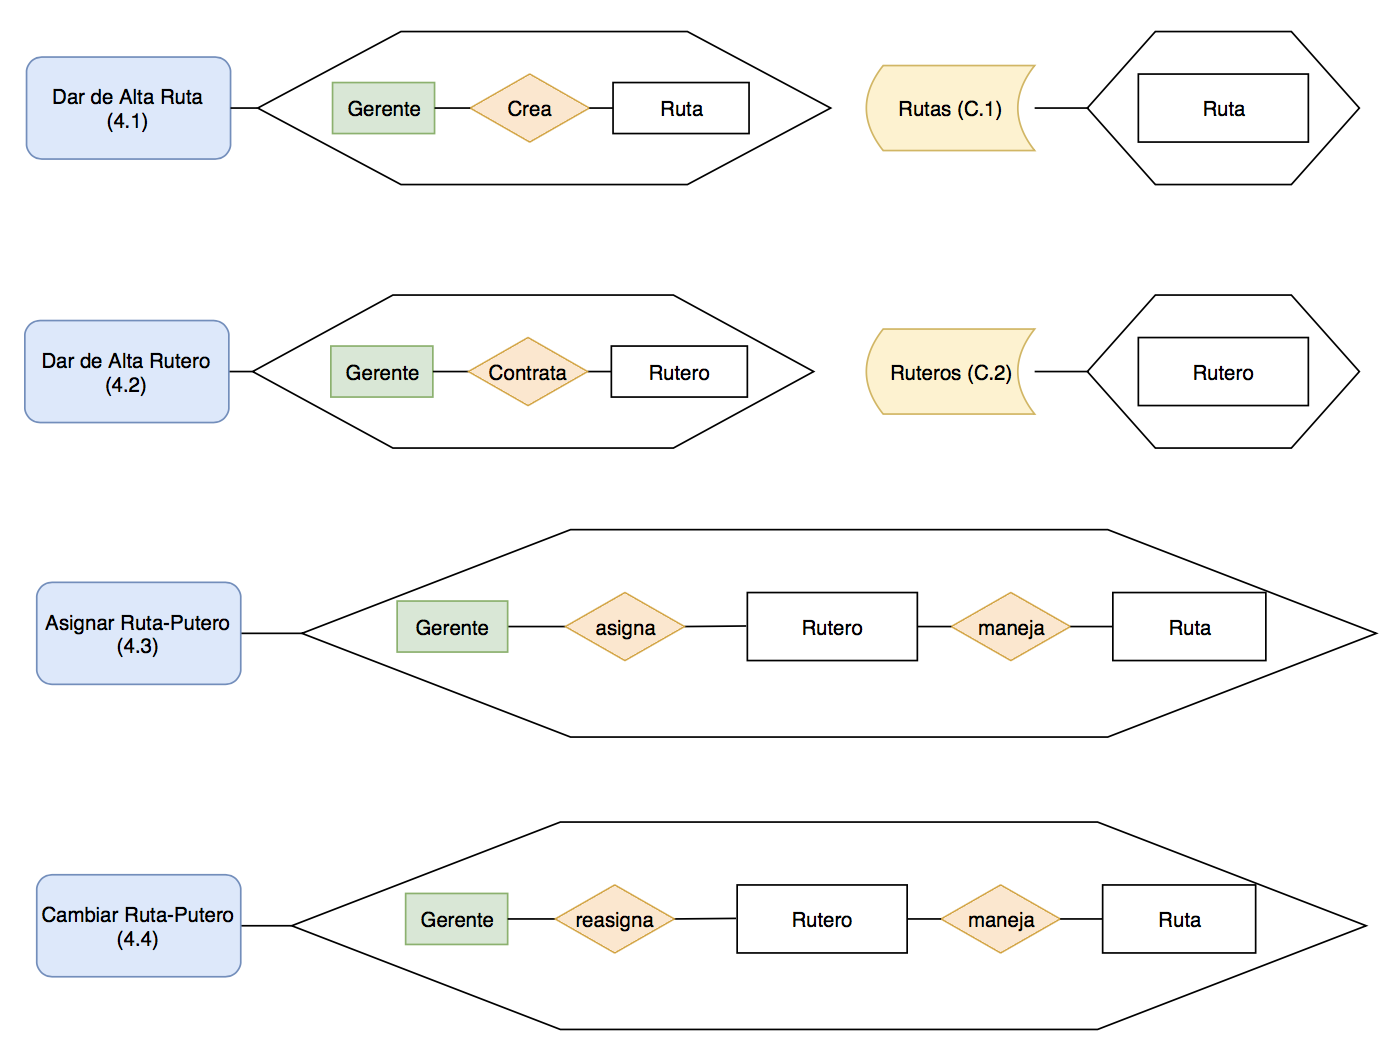 Dar de Alta Ruta
(4.1)
Gerente
Crea
Ruta
Rutas (C.1)
Ruta
Dar de Alta Rutero
(4.2)
Gerente
Contrata
Rutero
Ruteros (C.2)
Rutero
Asignar Ruta-Putero
(4.3)
Gerente
asigna
Rutero
maneja
Ruta
Cambiar Ruta-Putero
(4.4)
Gerente
reasigna
Rutero
maneja
Ruta